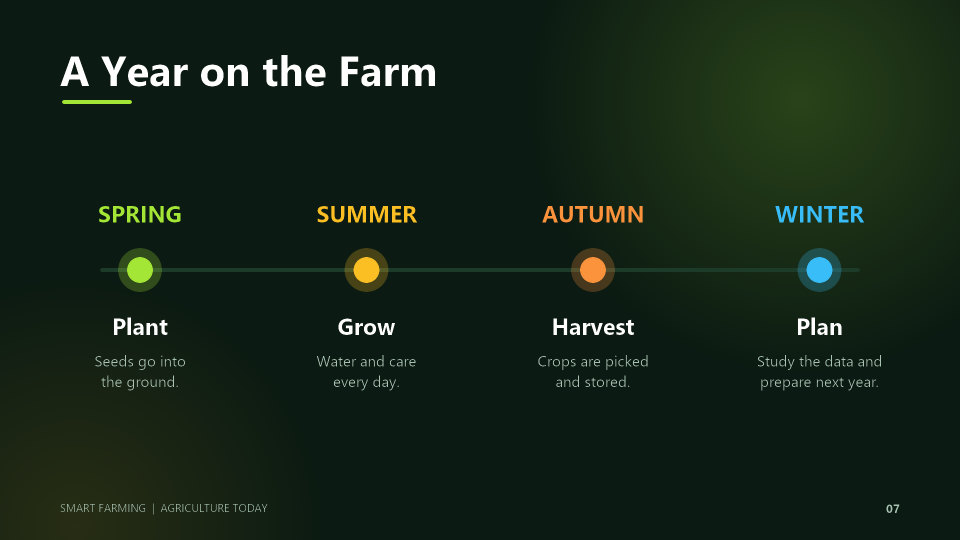 A Year on the Farm
SPRING
SUMMER
AUTUMN
WINTER
Plant
Grow
Harvest
Plan
Seeds go into
the ground.
Water and care
every day.
Crops are picked
and stored.
Study the data and
prepare next year.
SMART FARMING | AGRICULTURE TODAY
07